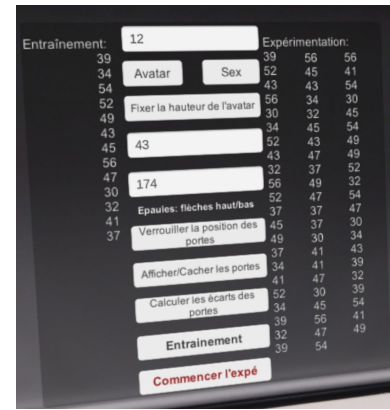 12
Entraînement:
39
34
54
52
49
43
45
56
47
30
32
41
37
Avatar Sex
Fixer la hauteur de l'avatar
43
174
Epaules: flèches haut/bas
Verrouiller la position des
portes
Afficher/Cacher les portes
Calculer les écarts des
portes
Entrainement
Commencer l'expé
Expérimentation:
39 56 56
52 45 41
43 43 54
56 34 30
30 32 45
34 45 54
52 43 49
43 47 49
32 37 52
56 49 32
52 47 54
37 37 47
45 37 30
49 30 34
37 41 43
34 41 39
41 47 32
52 30 39
34 45 54
39 56 41
32 47 49
39 54